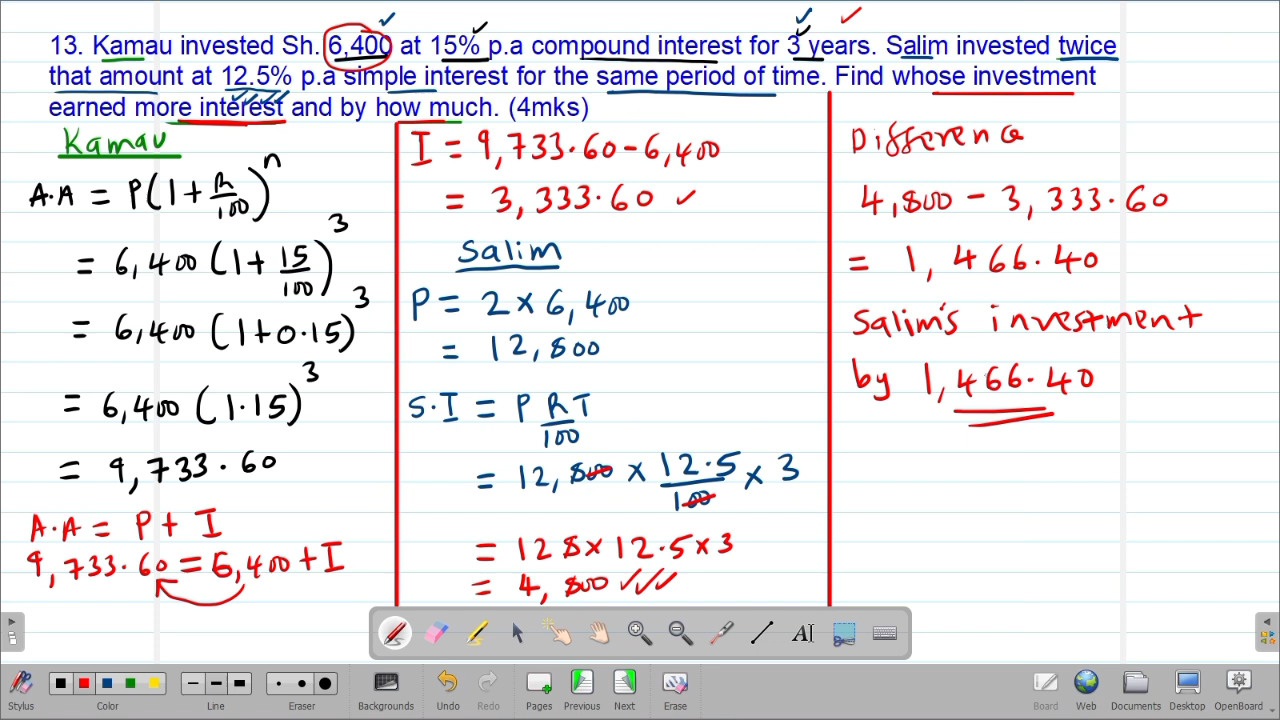 13. Kamau invested Sh. 6,400 at 15% p.a compound interest for 3 years. Salim invested twice
that amount at 12.5% p.a simple interest for the same period of time. Find whose investment
earned more interest and by how much. (4mks)
Kamau
A.A = P(1+R/100)^n
= 6,400 (1+ 15/100)^3
= 6,400 (1+0.15)^3
= 6,400 (1.15)^3
= 9,733.60
A.A = P + I
9,733.60 = 6,400 + I
I = 9,733.60 - 6,400
= 3,333.60 ✓
Salim
P = 2 × 6,400
= 12,800
S.I = P RT/100
= 12,800 × 12.5/100 × 3
= 128 × 12.5 × 3
= 4,800 ✓✓✓
Difference
4,800 - 3,333.60
= 1,466.40
Salim's investment
by 1,466.40
Stylus
Color
Line
Eraser
Backgrounds
Undo
Redo
Pages
Previous
Next
Erase
Board
Web
Documents
Desktop
OpenBoard